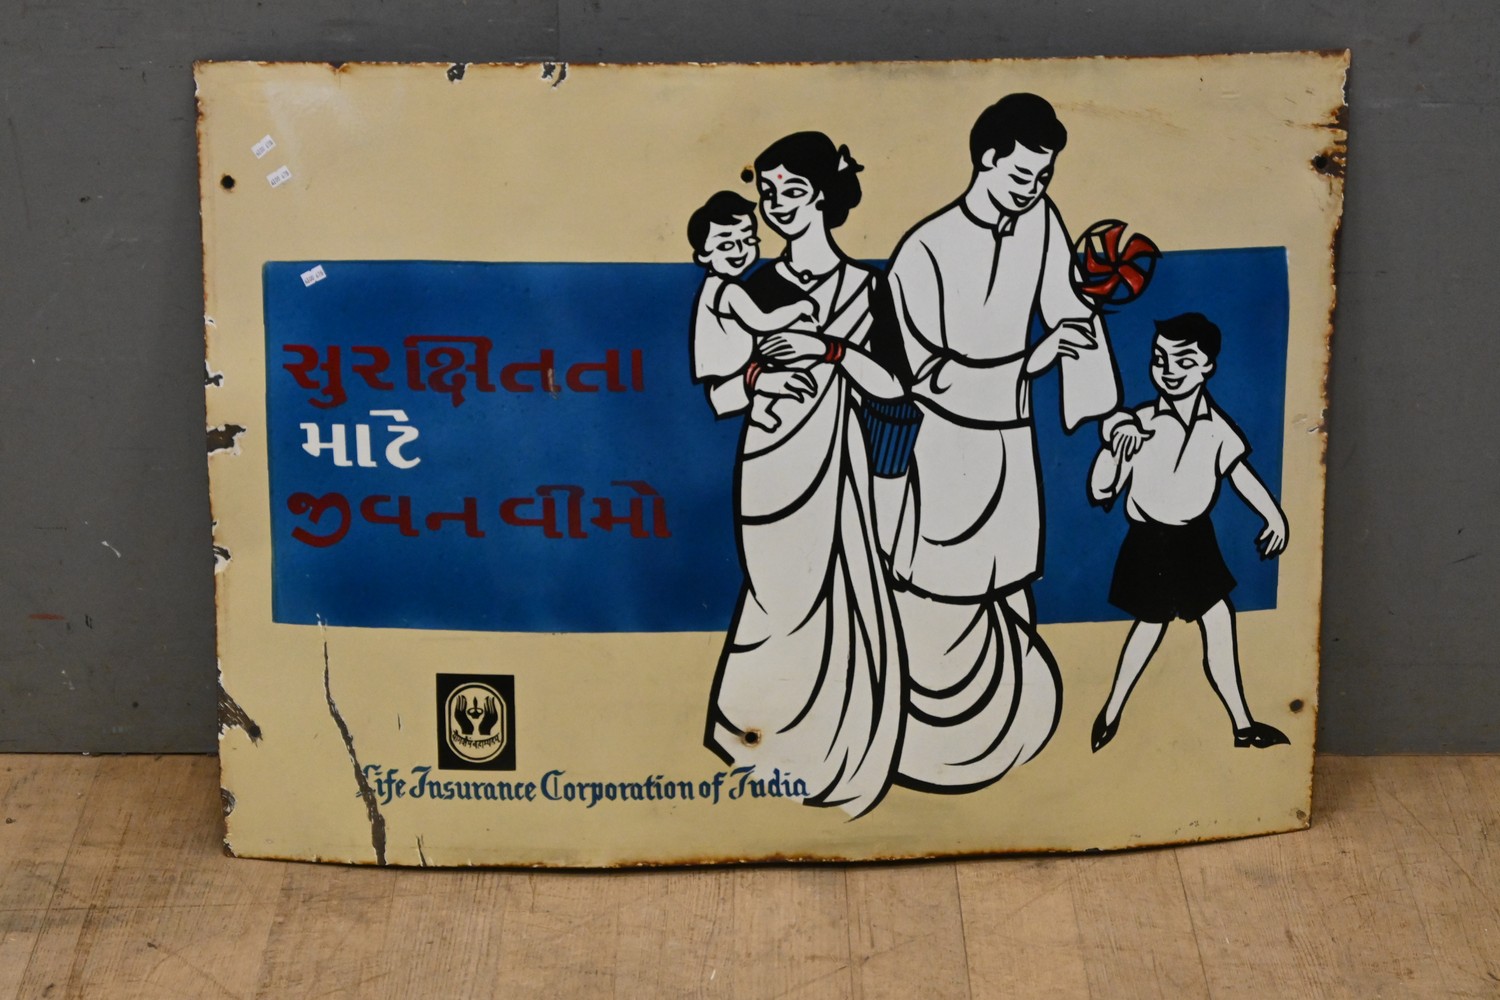 સુરક્ષિતતા
માટે
જીવન વીમો
Life Insurance Corporation of India